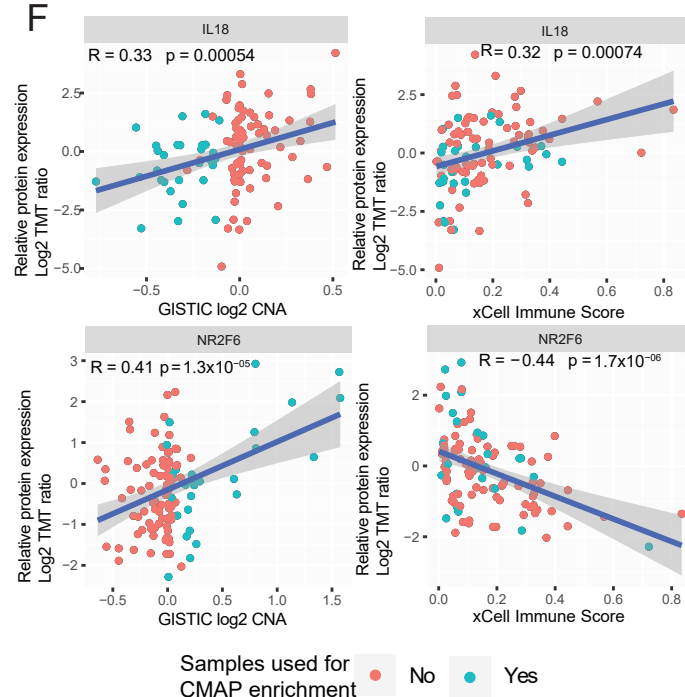 F
IL18
R = 0.33 p = 0.00054
Relative protein expression
Log2 TMT ratio
2.5
0.0
−2.5
−5.0
−0.5
0.0
0.5
GISTIC log2 CNA
IL18
R = 0.32 p = 0.00074
Relative protein expression
Log2 TMT ratio
2.5
0.0
−2.5
−5.0
0.0
0.2
0.4
0.6
0.8
xCell Immune Score
NR2F6
R = 0.41 p=1.3x10⁻⁰⁵
Relative protein expression
Log2 TMT ratio
3
2
1
0
−1
−2
−0.5
0.0
0.5
1.0
1.5
GISTIC log2 CNA
NR2F6
R = −0.44 p = 1.7x10⁻⁰⁶
Relative protein expression
Log2 TMT ratio
2
0
−2
0.0
0.2
0.4
0.6
0.8
xCell Immune Score
Samples used for
CMAP enrichment
No
Yes